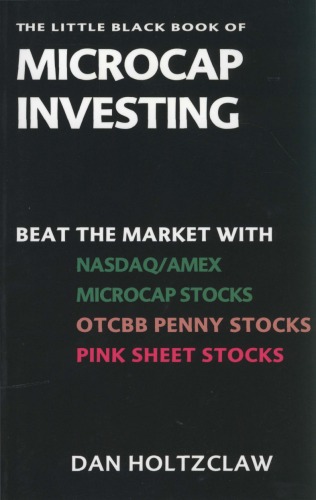 THE LITTLE BLACK BOOK OF
MICROCAP
INVESTING
BEAT THE MARKET WITH
NASDAQ/AMEX
MICROCAP STOCKS
OTCBB PENNY STOCKS
PINK SHEET STOCKS
DAN HOLTZCLAW